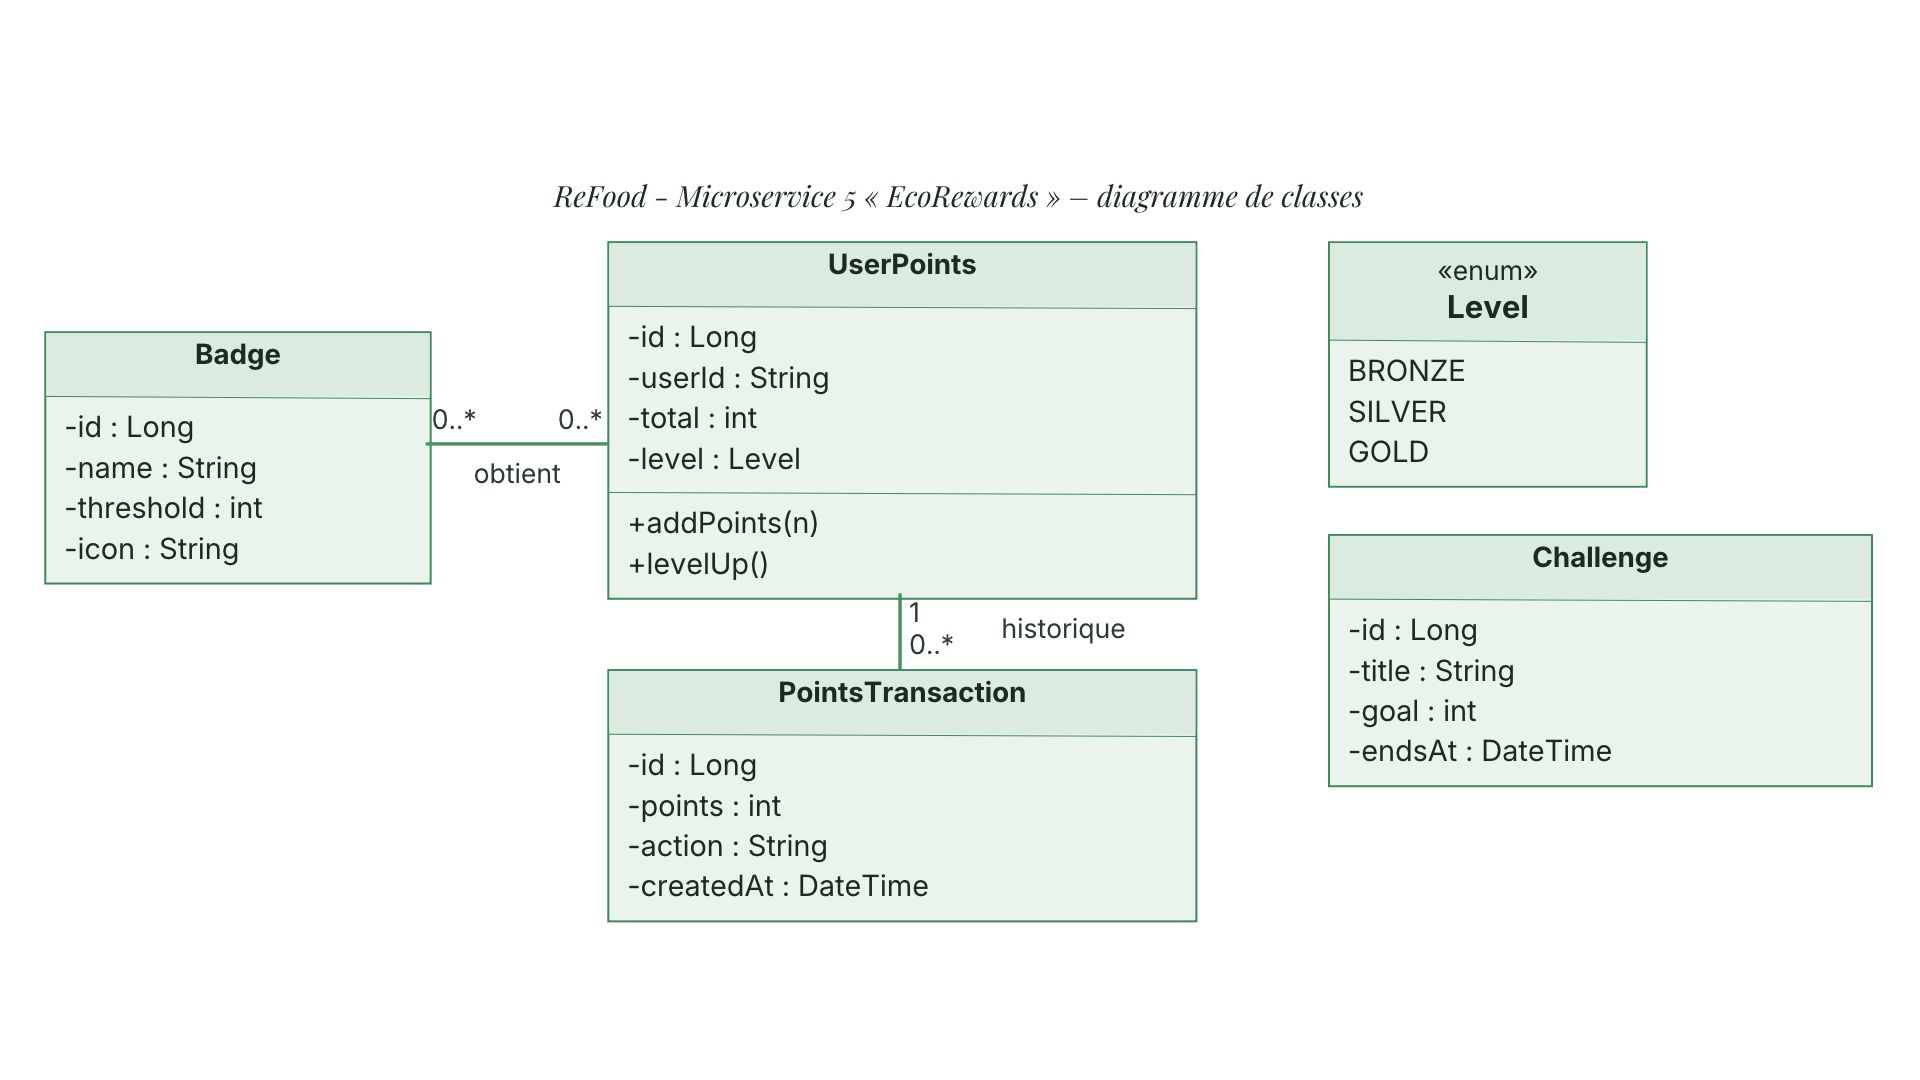 ReFood - Microservice 5 « EcoRewards » – diagramme de classes
Badge
-id : Long
-name : String
-threshold : int
-icon : String
0..*
0..*
obtient
UserPoints
-id : Long
-userId : String
-total : int
-level : Level
+addPoints(n)
+levelUp()
1
0..*
historique
PointsTransaction
-id : Long
-points : int
-action : String
-createdAt : DateTime
«enum»
Level
BRONZE
SILVER
GOLD
Challenge
-id : Long
-title : String
-goal : int
-endsAt : DateTime